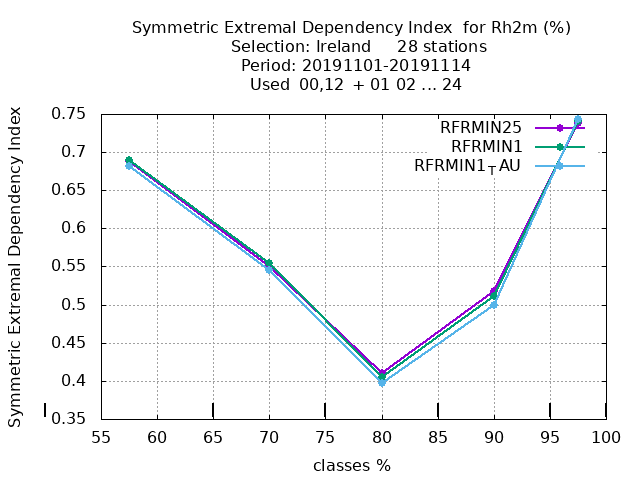 Symmetric Extremal Dependency Index for Rh2m (%)
Selection: Ireland 28 stations
Period: 20191101-20191114
Used 00,12 + 01 02 ... 24
Symmetric Extremal Dependency Index
0.75
0.7
0.65
0.6
0.55
0.5
0.45
0.4
0.35
RFRMIN25
RFRMIN1
RFRMIN1TAU
55 60 65 70 75 80 85 90 95 100
classes %